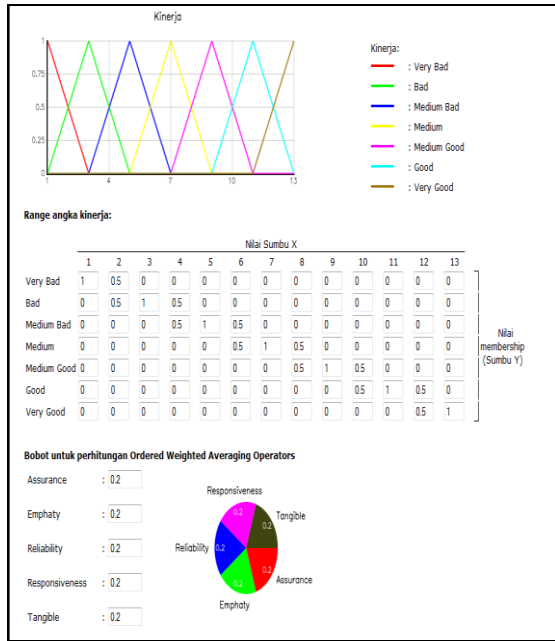 Kinerja
1
0.75
0.5
0.25
0
1 4 7 10 13
Kinerja:
: Very Bad
: Bad
: Medium Bad
: Medium
: Medium Good
: Good
: Very Good
Range angka kinerja:
Nilai Sumbu X
1 2 3 4 5 6 7 8 9 10 11 12 13
Very Bad 1 0.5 0 0 0 0 0 0 0 0 0 0 0
Bad 0 0.5 1 0.5 0 0 0 0 0 0 0 0 0
Medium Bad 0 0 0 0.5 1 0.5 0 0 0 0 0 0 0
Medium 0 0 0 0 0 0.5 1 0.5 0 0 0 0 0
Medium Good 0 0 0 0 0 0 0 0.5 1 0.5 0 0 0
Good 0 0 0 0 0 0 0 0 0 0.5 1 0.5 0
Very Good 0 0 0 0 0 0 0 0 0 0 0 0.5 1
Nilai
membership
(Sumbu Y)
Bobot untuk perhitungan Ordered Weighted Averaging Operators
Assurance : 0.2
Emphaty : 0.2
Reliability : 0.2
Responsiveness : 0.2
Tangible : 0.2
Responsiveness
0.2
Tangible
0.2
Reliability
0.2
0.2
Assurance
0.2
Emphaty